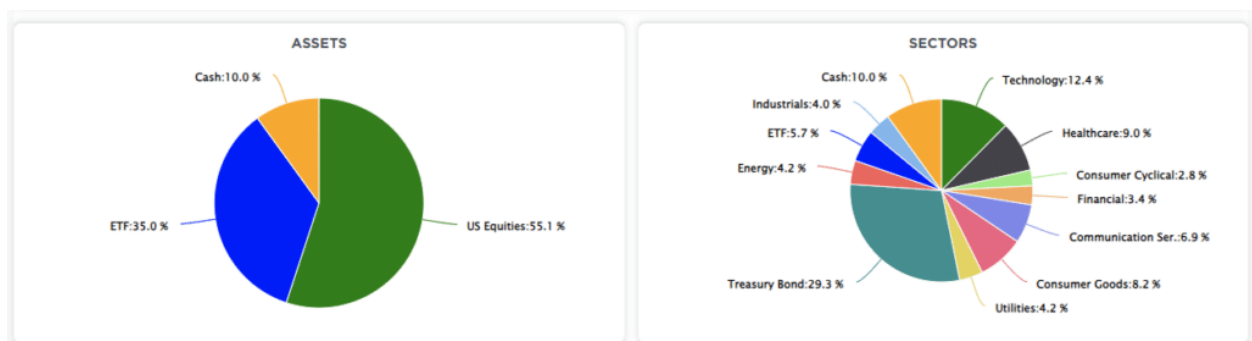 ASSETS
Cash:10.0 %
ETF:35.0 %
US Equities:55.1 %
SECTORS
Cash:10.0 %
Technology:12.4 %
Industrials:4.0 %
ETF:5.7 %
Healthcare:9.0 %
Energy:4.2 %
Consumer Cyclical:2.8 %
Financial:3.4 %
Communication Ser.:6.9 %
Treasury Bond:29.3 %
Consumer Goods:8.2 %
Utilities:4.2 %